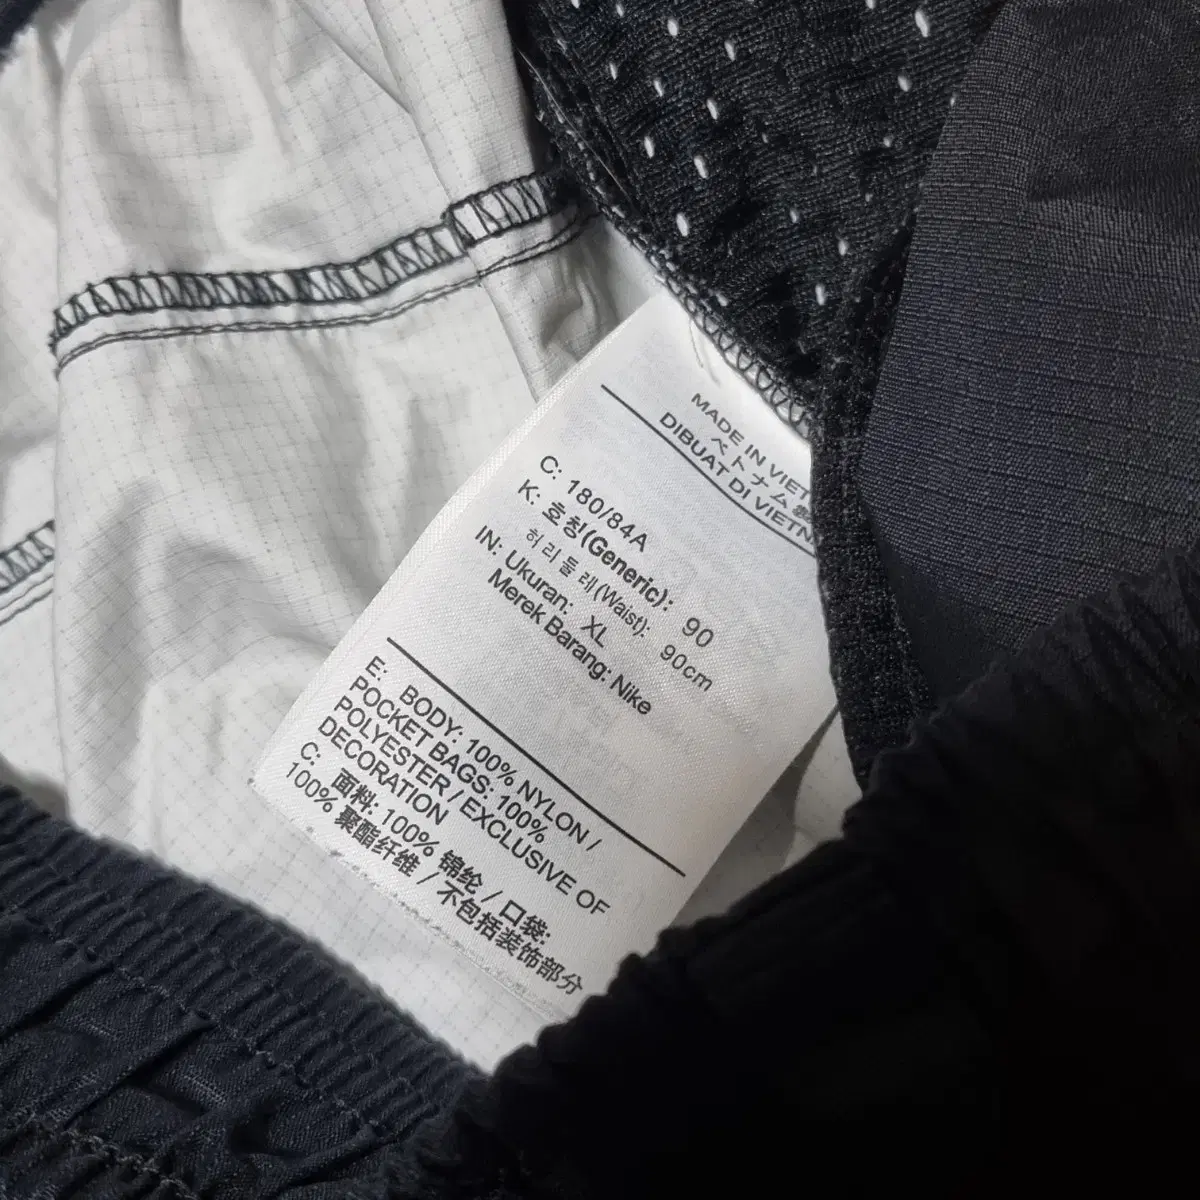 MADE IN VIET
ベトナム製
DIBUAT DI VIETN
C: 180/84A
K: 호칭(Generic): 90
허리둘레(Waist): 90cm
IN: Ukuran: XL
Merek Barang: Nike
E: BODY: 100% NYLON /
POCKET BAGS: 100%
POLYESTER / EXCLUSIVE OF
DECORATION
C: 面料: 100% 锦纶 / 口袋:
100% 聚酯纤维 / 不包括装饰部分